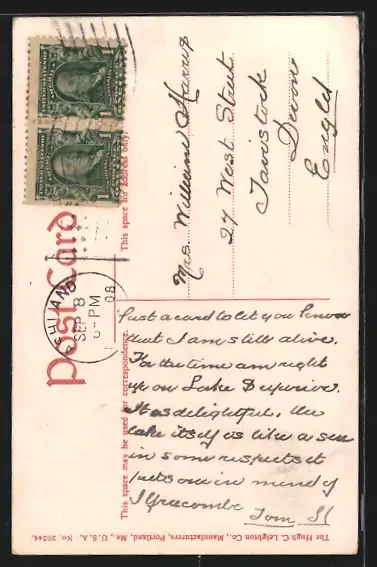 Post Card
This space for address only.
This space may be used for correspondence.
The Hugh C. Leighton Co., Manufacturers, Portland, Me., U.S.A. No. 20244.
SEP 8
PM
08
Mrs. William Harris
27 West Street
Tavistock
Devon
Engld
Just a card to let you know
that I am still alive.
For the time am right
up on Lake Superior.
It is delightful, the
lake itself is like a sea
in some respects it
puts one in mind of
Ilfracombe
Tom